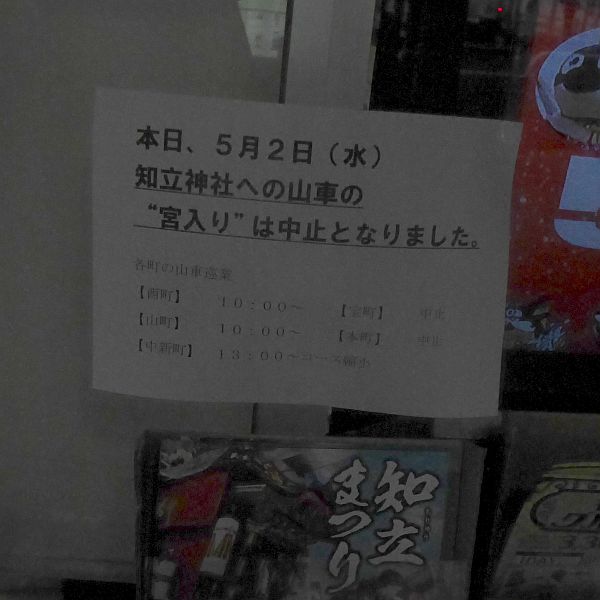 本日、5月2日（水）
知立神社への山車の
“宮入り”は中止となりました。
各町の山車巡業
【西町】 10：00～ 【宝町】 中止
【山町】 10：00～ 【本町】 中止
【中新町】 13：00～コース縮小
知立
まつり